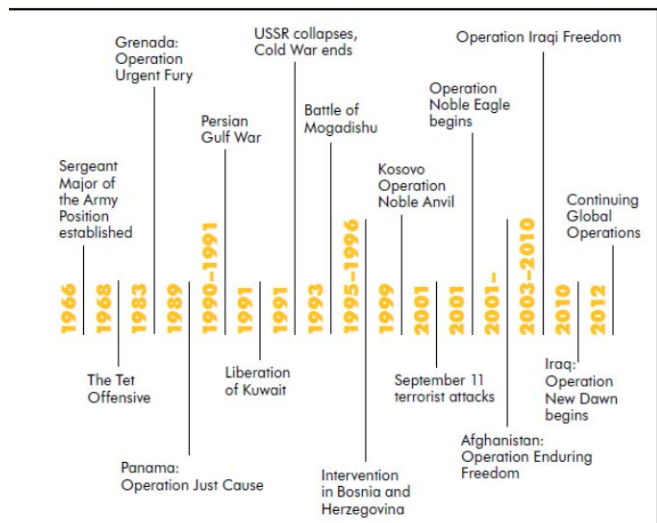 Grenada:
Operation
Urgent Fury
USSR collapses,
Cold War ends
Operation Iraqi Freedom
Persian
Gulf War
Battle of
Mogadishu
Operation
Noble Eagle
begins
Sergeant
Major of
the Army
Position
established
Kosovo
Operation
Noble Anvil
Continuing
Global
Operations
1966
1968
1983
1989
1990–1991
1991
1991
1993
1995–1996
1999
2001
2001
2001–
2003–2010
2010
2012
The Tet
Offensive
Liberation
of Kuwait
September 11
terrorist attacks
Iraq:
Operation
New Dawn
begins
Panama:
Operation Just Cause
Intervention
in Bosnia and
Herzegovina
Afghanistan:
Operation Enduring
Freedom